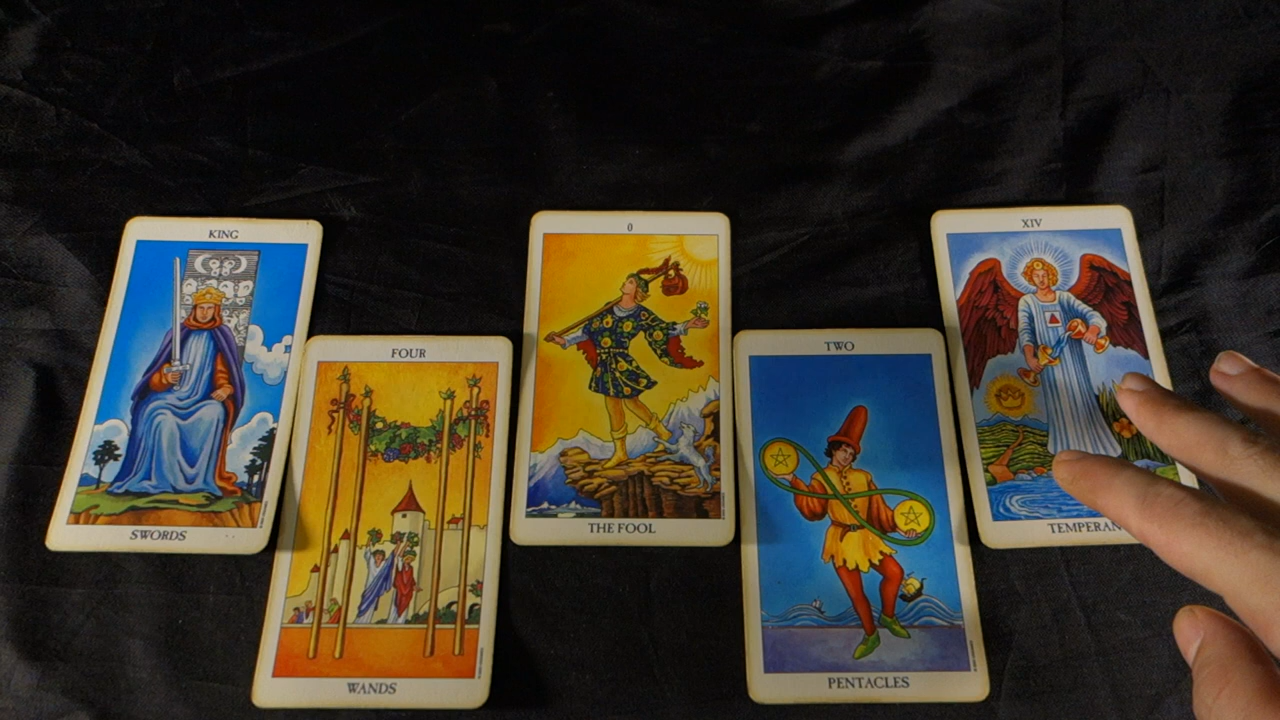 KING
SWORDS
FOUR
WANDS
0
THE FOOL
TWO
PENTACLES
XIV
TEMPERAN